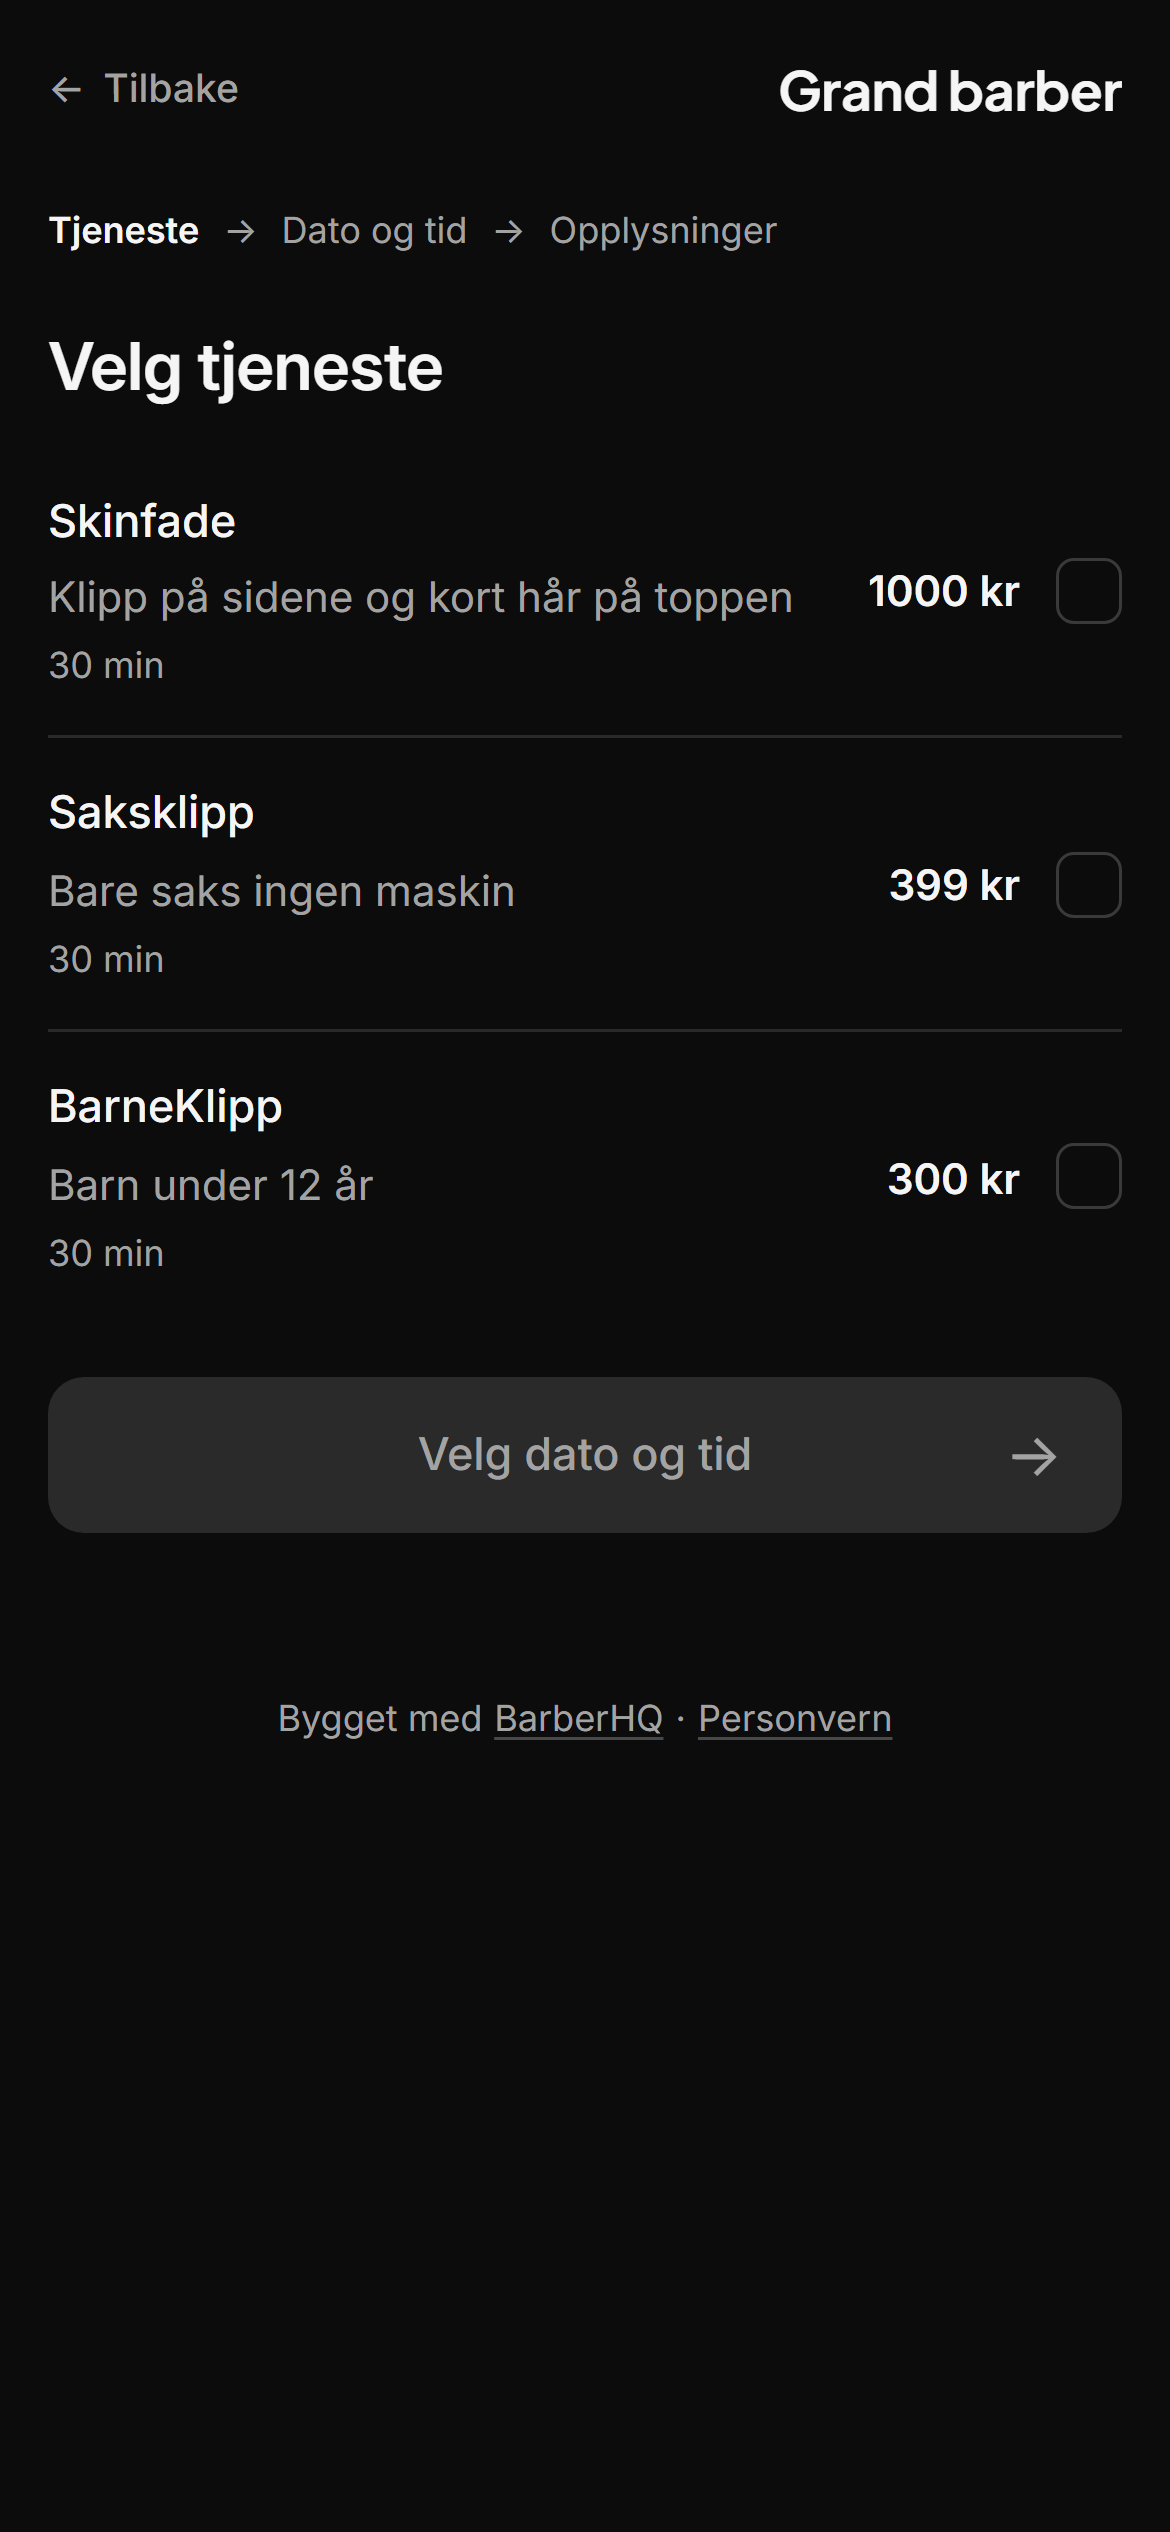 ← Tilbake
Grand barber
Tjeneste → Dato og tid → Opplysninger
Velg tjeneste
Skinfade
Klipp på sidene og kort hår på toppen
1000 kr
30 min
Saksklipp
Bare saks ingen maskin
399 kr
30 min
BarneKlipp
Barn under 12 år
300 kr
30 min
Velg dato og tid →
Bygget med BarberHQ · Personvern